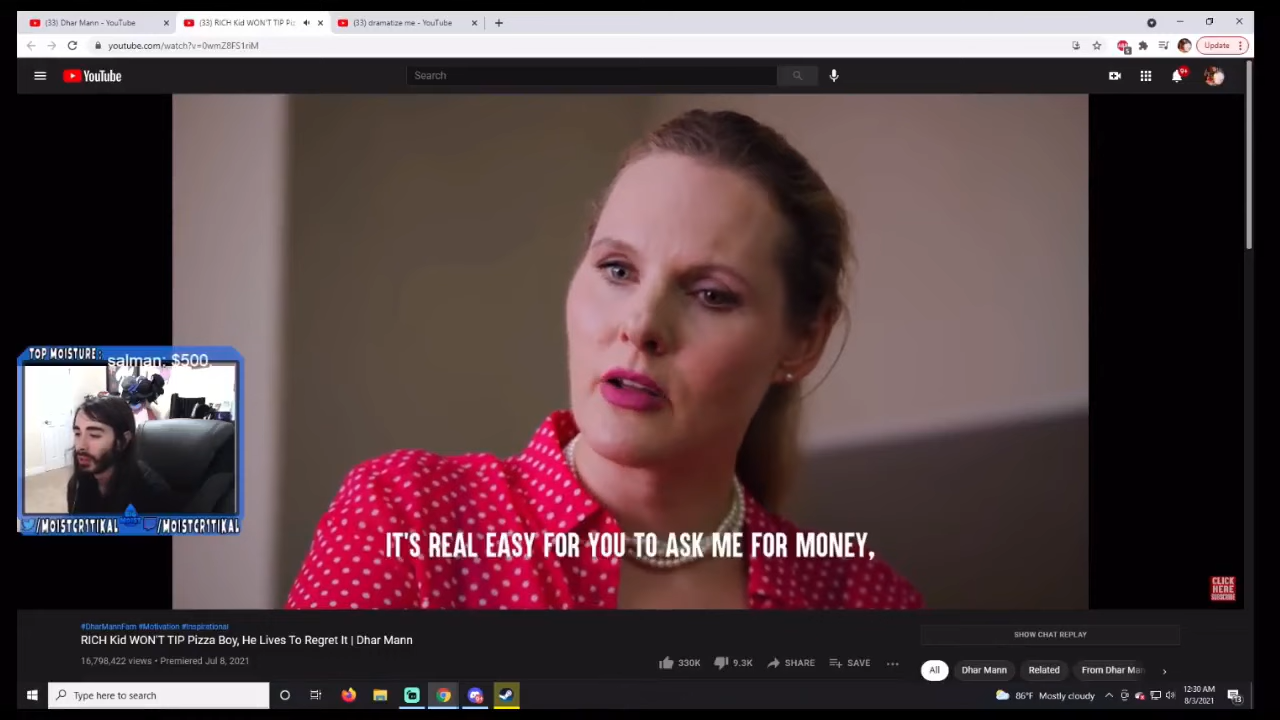 (33) Dhar Mann - YouTube
(33) RICH Kid WON'T TIP Piz
(33) dramatize me - YouTube
youtube.com/watch?v=0wmZ8FS1riM
Update
YouTube
Search
9+
TOP MOISTURE :
salman: $500
/MOISTCR1TIKAL
/MOISTCR1TIKAL
IT'S REAL EASY FOR YOU TO ASK ME FOR MONEY,
CLICK
HERE
#DharMannFam #Motivation #Inspirational
RICH Kid WON'T TIP Pizza Boy, He Lives To Regret It | Dhar Mann
16,798,422 views • Premiered Jul 8, 2021
330K
9.3K
SHARE
SAVE
SHOW CHAT REPLAY
All
Dhar Mann
Related
From Dhar Man
Type here to search
86°F Mostly cloudy
12:30 AM
8/3/2021